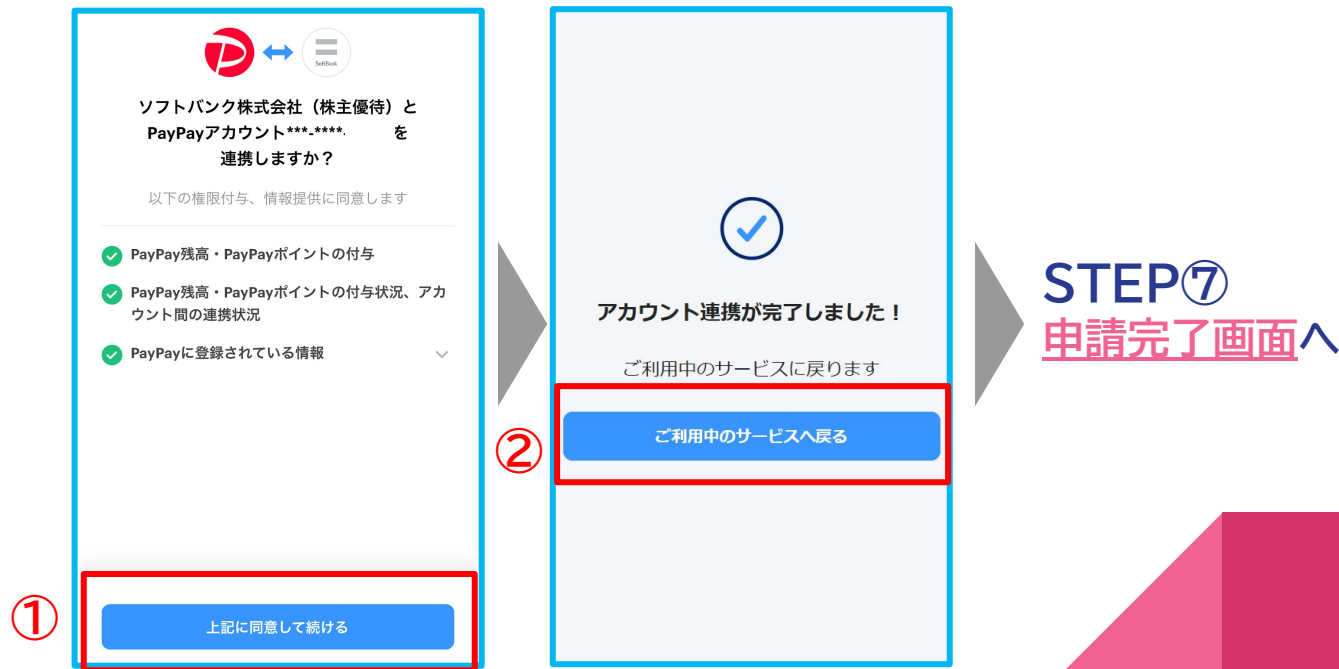 SoftBank
ソフトバンク株式会社（株主優待）と
PayPayアカウント***-****- を
連携しますか？
以下の権限付与、情報提供に同意します
PayPay残高・PayPayポイントの付与
PayPay残高・PayPayポイントの付与状況、アカ
ウント間の連携状況
PayPayに登録されている情報
①
上記に同意して続ける
アカウント連携が完了しました！
ご利用中のサービスに戻ります
②
ご利用中のサービスへ戻る
STEP⑦
申請完了画面へ